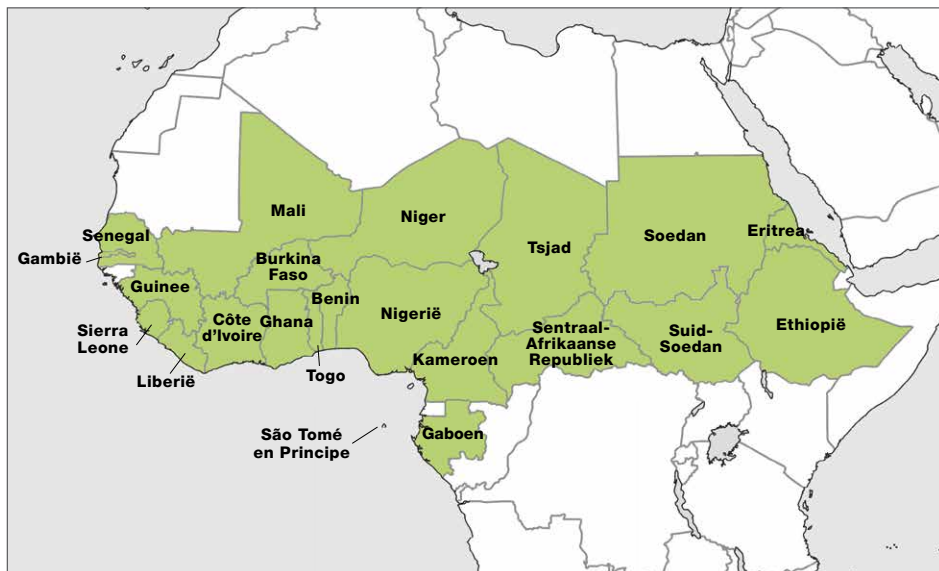 Mali
Niger
Senegal
Tsjad
Soedan
Eritrea
Gambië
Burkina
Faso
Guinee
Benin
Nigerië
Côte
d’Ivoire
Ghana
Sierra
Leone
Sentraal-
Afrikaanse
Republiek
Suid-
Soedan
Ethiopië
Kameroen
Liberië
Togo
São Tomé
en Principe
Gaboen